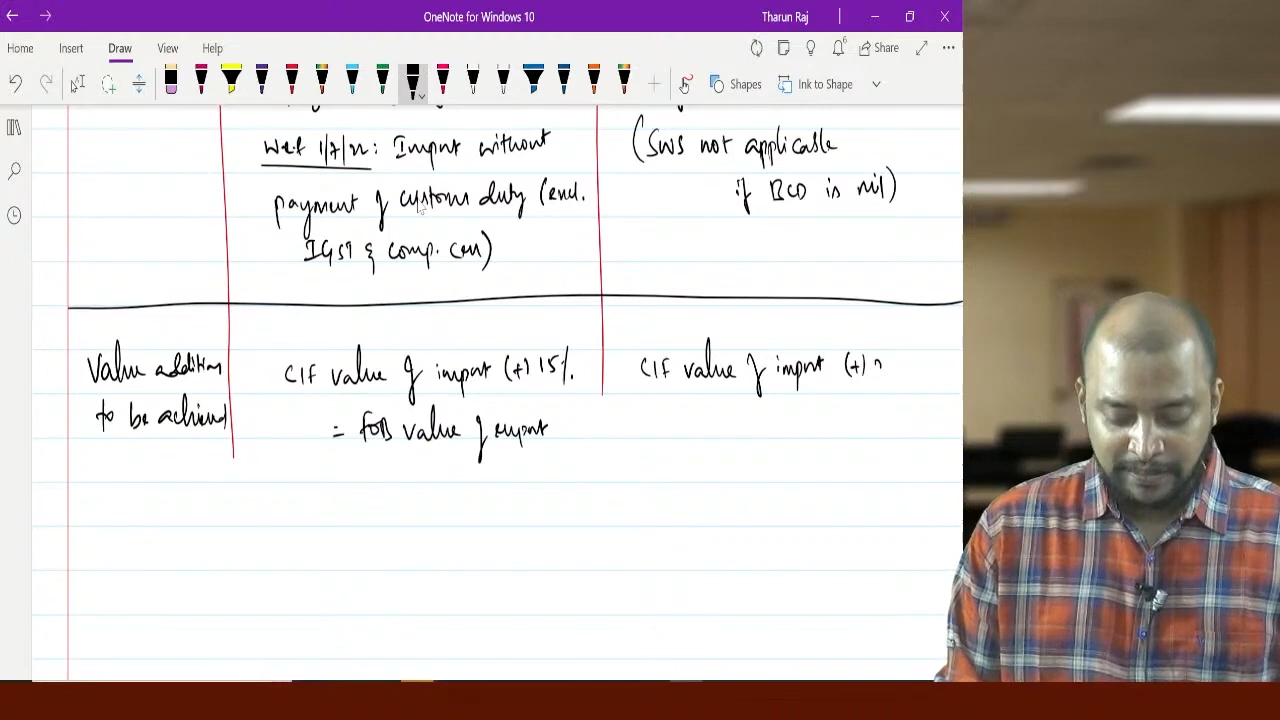 OneNote for Windows 10
Tharun Raj
Home Insert Draw View Help
6 Share
Shapes Ink to Shape
wef 1/7/22: Import without
payment of customs duty (excl.
IGST & comp. cess)
(SWS not applicable
if BCD is nil)
Value addition
to be achieved
CIF value of import (+) 15%
= FOB value of export
CIF value of import (+)